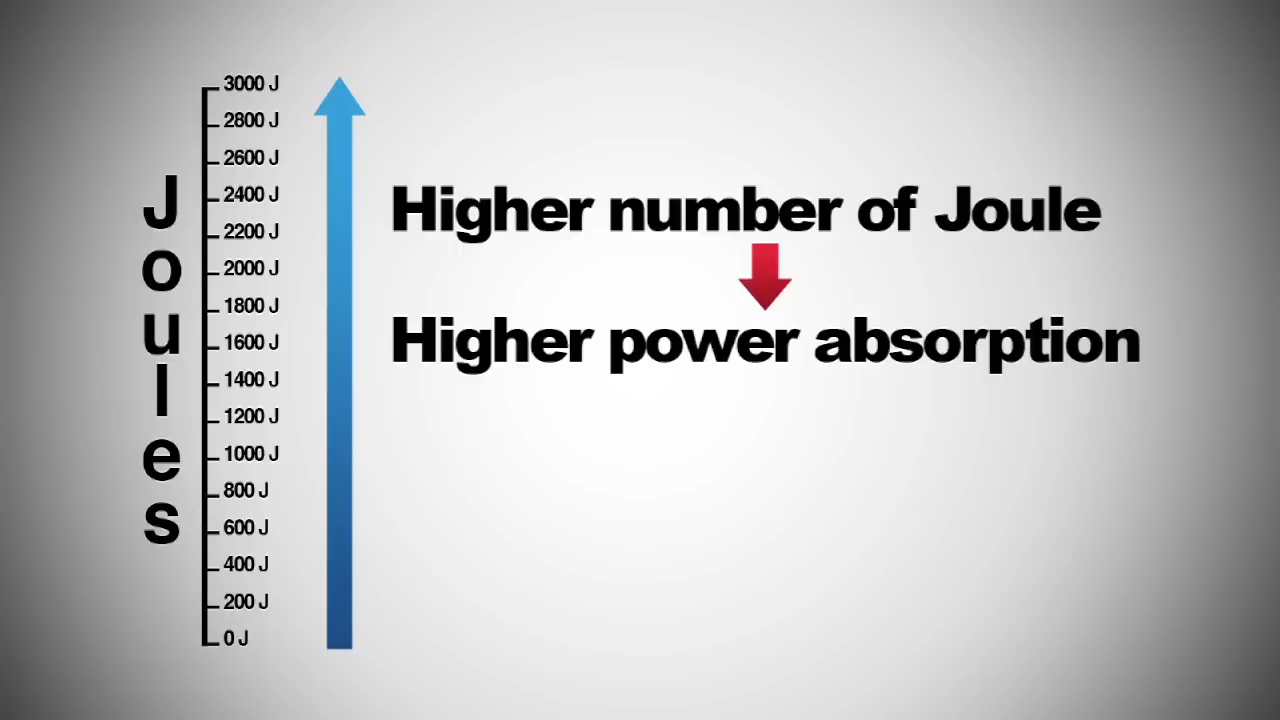 Joules
3000 J
2800 J
2600 J
2400 J
2200 J
2000 J
1800 J
1600 J
1400 J
1200 J
1000 J
800 J
600 J
400 J
200 J
0 J
Higher number of Joule
Higher power absorption